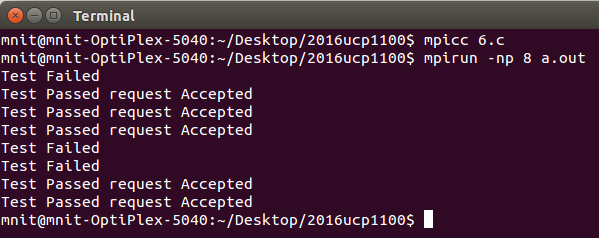 Terminal
mnit@mnit-OptiPlex-5040:~/Desktop/2016ucp1100$ mpicc 6.c
mnit@mnit-OptiPlex-5040:~/Desktop/2016ucp1100$ mpirun -np 8 a.out
Test Failed
Test Passed request Accepted
Test Passed request Accepted
Test Passed request Accepted
Test Failed
Test Failed
Test Passed request Accepted
Test Passed request Accepted
mnit@mnit-OptiPlex-5040:~/Desktop/2016ucp1100$